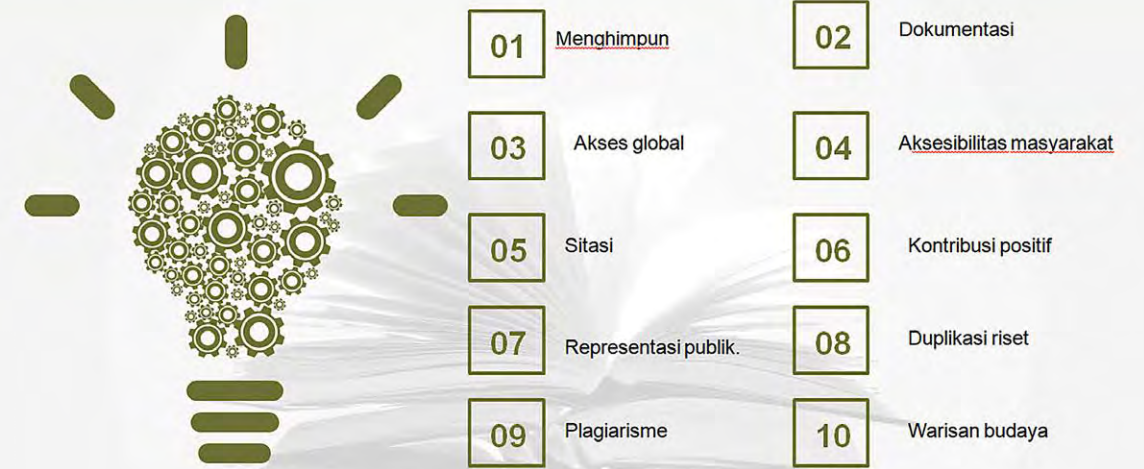 01 Menghimpun
02 Dokumentasi
03 Akses global
04 Aksesibilitas masyarakat
05 Sitasi
06 Kontribusi positif
07 Representasi publik.
08 Duplikasi riset
09 Plagiarisme
10 Warisan budaya